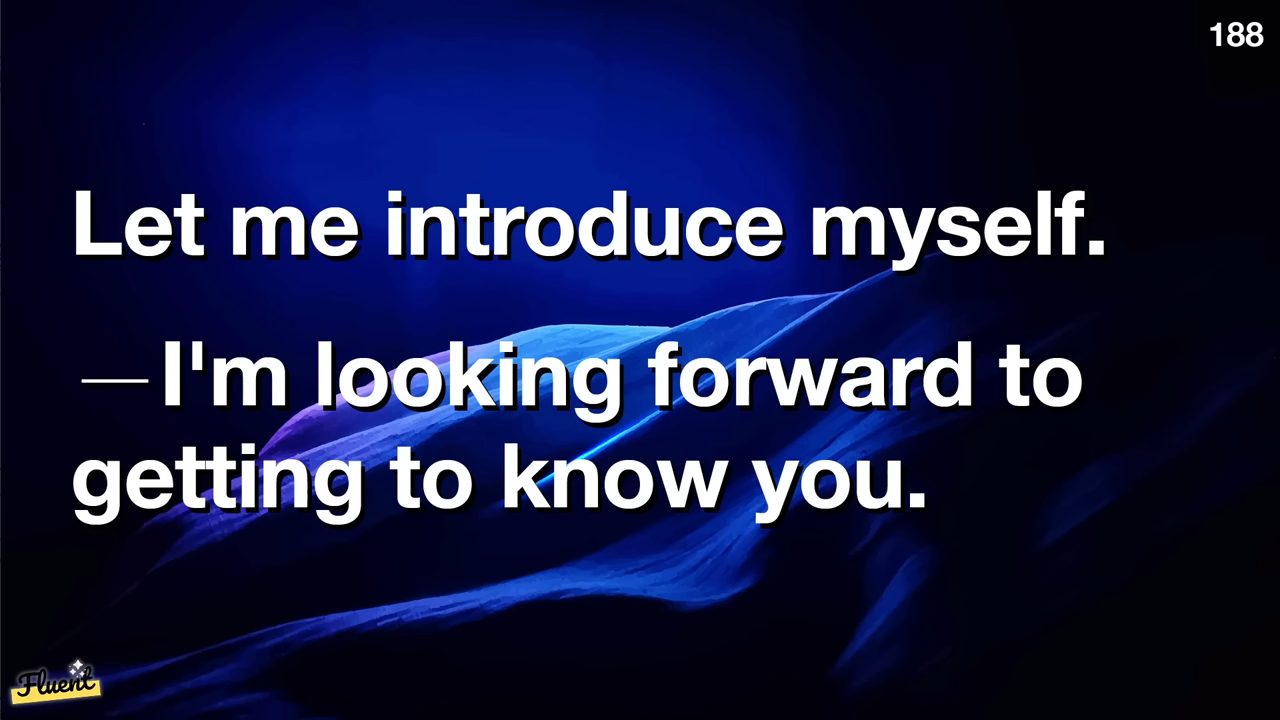 188
Let me introduce myself.
— I'm looking forward to
getting to know you.
Fluent